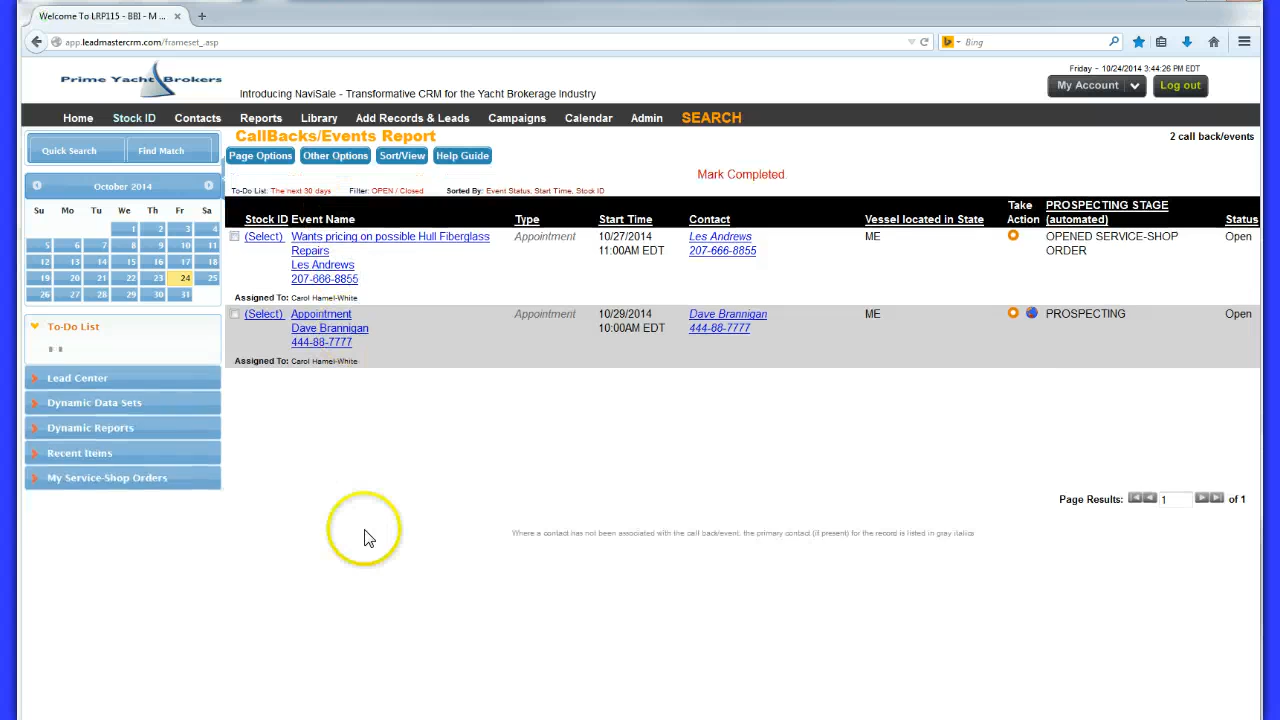 Welcome To LRP115 - BBI - M ...
app.leadmastercrm.com/frameset_.asp
Bing
Prime Yacht Brokers
Introducing NaviSale - Transformative CRM for the Yacht Brokerage Industry
Friday - 10/24/2014 3:44:26 PM EDT
My Account
Log out
Home Stock ID Contacts Reports Library Add Records & Leads Campaigns Calendar Admin SEARCH
Quick Search Find Match
CallBacks/Events Report
2 call back/events
Page Options Other Options Sort/View Help Guide
Mark Completed.
To-Do List: The next 30 days Filter: OPEN / Closed Sorted By: Event Status, Start Time, Stock ID
October 2014
Su Mo Tu We Th Fr Sa
1 2 3 4
5 6 7 8 9 10 11
12 13 14 15 16 17 18
19 20 21 22 23 24 25
26 27 28 29 30 31
To-Do List
Lead Center
Dynamic Data Sets
Dynamic Reports
Recent Items
My Service-Shop Orders
Stock ID Event Name Type Start Time Contact Vessel located in State Take Action PROSPECTING STAGE (automated) Status
(Select) Wants pricing on possible Hull Fiberglass Appointment 10/27/2014 Les Andrews ME OPENED SERVICE-SHOP Open
Repairs 11:00AM EDT 207-666-8855 ORDER
Les Andrews
207-666-8855
Assigned To: Carol Hamel-White
(Select) Appointment Appointment 10/29/2014 Dave Brannigan ME PROSPECTING Open
Dave Brannigan 10:00AM EDT 444-88-7777
444-88-7777
Assigned To: Carol Hamel-White
Page Results: 1 of 1
Where a contact has not been associated with the call back/event, the primary contact (if present) for the record is listed in gray italics